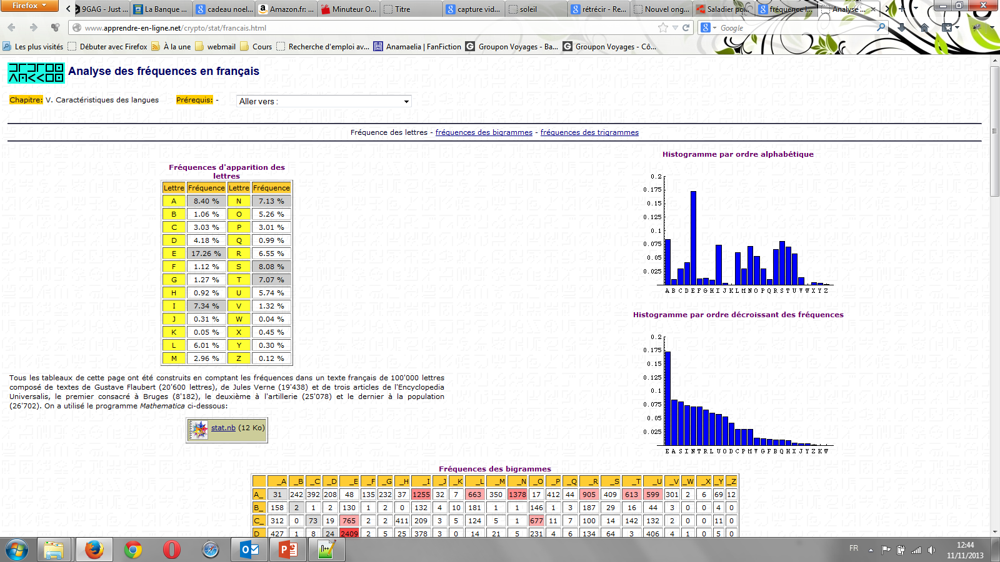 Firefox
9GAG - Just ...
La Banque ...
cadeau noel...
Amazon.fr: ...
Minuteur O...
Titre
capture vid...
soleil
rétrécir - Re...
Nouvel ong...
Saladier po...
fréquence l...
Analyse ...
www.apprendre-en-ligne.net/crypto/stat/francais.html
Google
Les plus visités Débuter avec Firefox À la une webmail Cours Recherche d'emploi av... Anamaelia | FanFiction Groupon Voyages - Ba... Groupon Voyages - Cô...
Analyse des fréquences en français
Chapitre: V. Caractéristiques des langues Prérequis: - Aller vers :
Fréquence des lettres - fréquences des bigrammes - fréquences des trigrammes
Fréquences d'apparition des
lettres
Lettre Fréquence Lettre Fréquence
A 8.40 % N 7.13 %
B 1.06 % O 5.26 %
C 3.03 % P 3.01 %
D 4.18 % Q 0.99 %
E 17.26 % R 6.55 %
F 1.12 % S 8.08 %
G 1.27 % T 7.07 %
H 0.92 % U 5.74 %
I 7.34 % V 1.32 %
J 0.31 % W 0.04 %
K 0.05 % X 0.45 %
L 6.01 % Y 0.30 %
M 2.96 % Z 0.12 %
Tous les tableaux de cette page ont été construits en comptant les fréquences dans un texte français de 100'000 lettres
composé de textes de Gustave Flaubert (20'600 lettres), de Jules Verne (19'438) et de trois articles de l'Encyclopedia
Universalis, le premier consacré à Bruges (8'182), le deuxième à l'artillerie (25'078) et le dernier à la population
(26'702). On a utilisé le programme Mathematica ci-dessous:
stat.nb (12 Ko)
Histogramme par ordre alphabétique
0.2
0.175
0.15
0.125
0.1
0.075
0.05
0.025
A B C D E F G H I J K L M N O P Q R S T U V W X Y Z
Histogramme par ordre décroissant des fréquences
0.2
0.175
0.15
0.125
0.1
0.075
0.05
0.025
E A S I N T R L U O D C P M V G F B Q H X J Y Z K W
Fréquences des bigrammes
_A _B _C _D _E _F _G _H _I _J _K _L _M _N _O _P _Q _R _S _T _U _V _W _X _Y _Z
A_ 31 242 392 208 48 135 232 37 1255 32 7 663 350 1378 17 412 44 905 409 613 599 301 2 6 69 12
B_ 158 2 1 2 130 1 2 0 132 4 10 181 1 1 146 1 3 187 29 16 44 3 0 0 4 0
C_ 312 0 73 19 765 2 2 411 209 3 5 124 5 1 677 11 7 100 14 142 132 2 0 0 11 0
D_ 427 1 8 24 2409 2 5 25 378 3 0 14 21 5 231 4 6 134 64 3 406 4 1 0 5 0
FR
12:44
11/11/2013